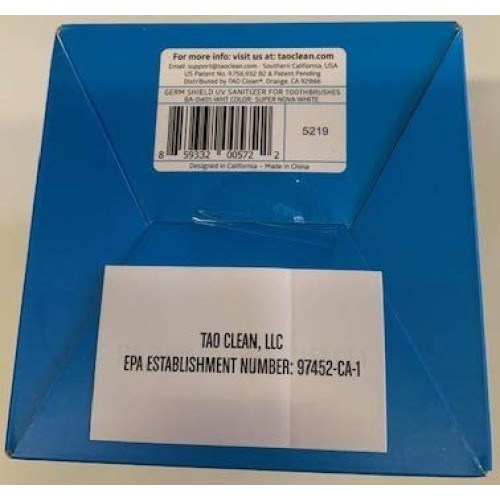 For more info: visit us at: taoclean.com
Email: support@taoclean.com - Southern California, USA
US Patent No. 9,756,932 B2 & Patent Pending
Distributed by TAO Clean®, Orange, CA 92866
GERM SHIELD UV SANITIZER FOR TOOTHBRUSHES
8A-0401-WHT COLOR: SUPER NOVA WHITE
5219
8 59332 00572 2
Designed in California – Made in China
TAO CLEAN, LLC
EPA ESTABLISHMENT NUMBER: 97452-CA-1